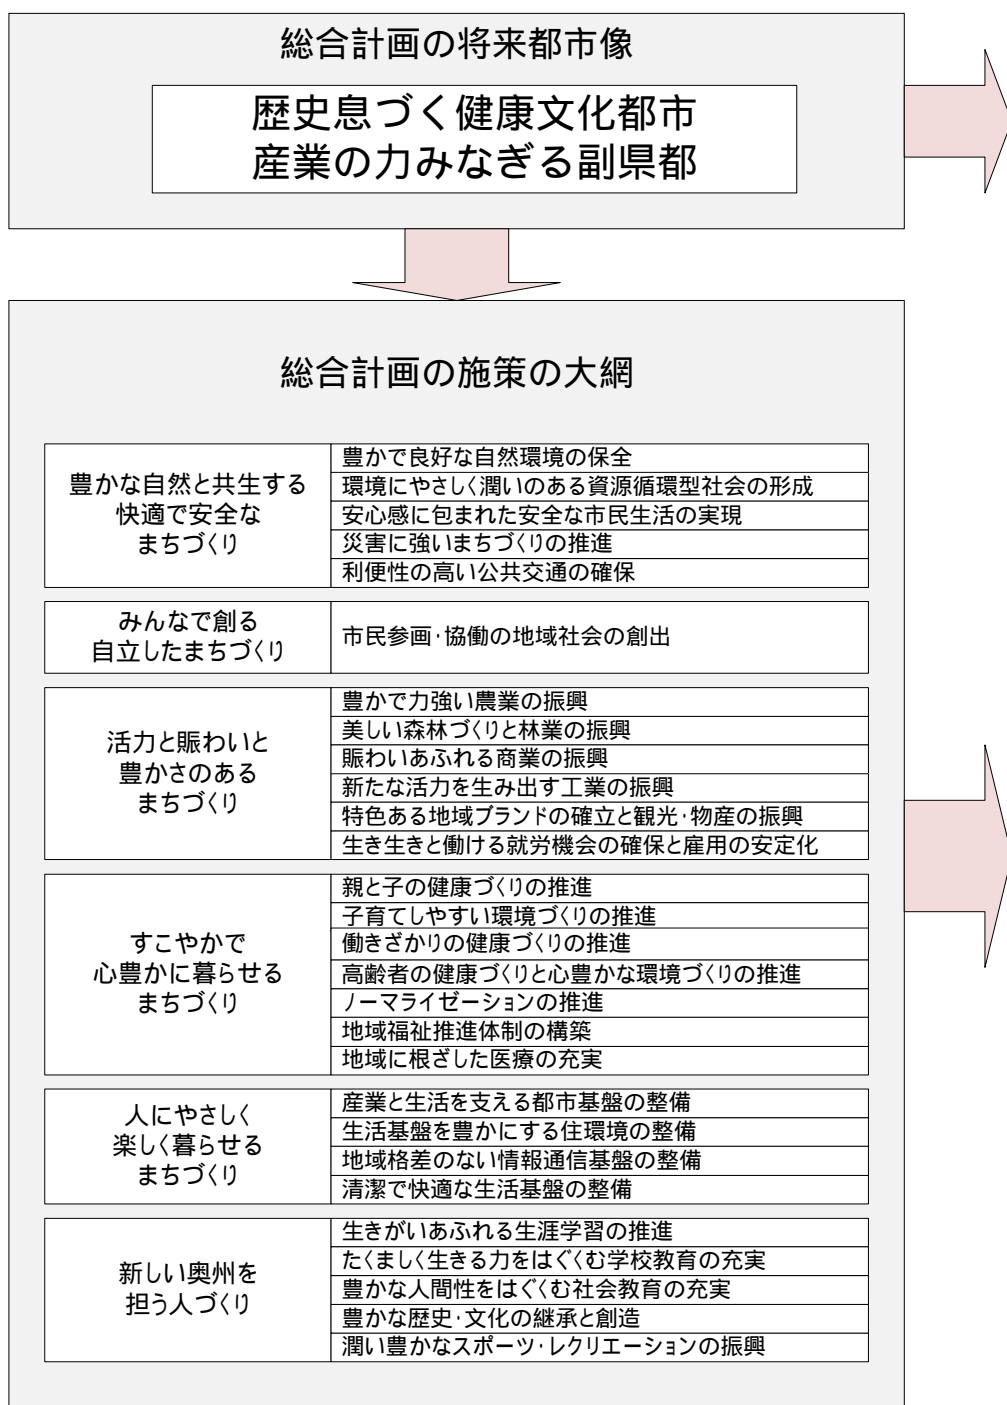 総合計画の将来都市像
歴史息づく健康文化都市
産業の力みなぎる副県都
総合計画の施策の大綱
豊かな自然と共生する
快適で安全な
まちづくり
豊かで良好な自然環境の保全
環境にやさしく潤いのある資源循環型社会の形成
安心感に包まれた安全な市民生活の実現
災害に強いまちづくりの推進
利便性の高い公共交通の確保
みんなで創る
自立したまちづくり
市民参画・協働の地域社会の創出
活力と賑わいと
豊かさのある
まちづくり
豊かで力強い農業の振興
美しい森林づくりと林業の振興
賑わいあふれる商業の振興
新たな活力を生み出す工業の振興
特色ある地域ブランドの確立と観光・物産の振興
生き生きと働ける就労機会の確保と雇用の安定化
すこやかで
心豊かに暮らせる
まちづくり
親と子の健康づくりの推進
子育てしやすい環境づくりの推進
働きざかりの健康づくりの推進
高齢者の健康づくりと心豊かな環境づくりの推進
ノーマライゼーションの推進
地域福祉推進体制の構築
地域に根ざした医療の充実
人にやさしく
楽しく暮らせる
まちづくり
産業と生活を支える都市基盤の整備
生活基盤を豊かにする住環境の整備
地域格差のない情報通信基盤の整備
清潔で快適な生活基盤の整備
新しい奥州を
担う人づくり
生きがいあふれる生涯学習の推進
たくましく生きる力をはぐくむ学校教育の充実
豊かな人間性をはぐくむ社会教育の充実
豊かな歴史・文化の継承と創造
潤い豊かなスポーツ・レクリエーションの振興